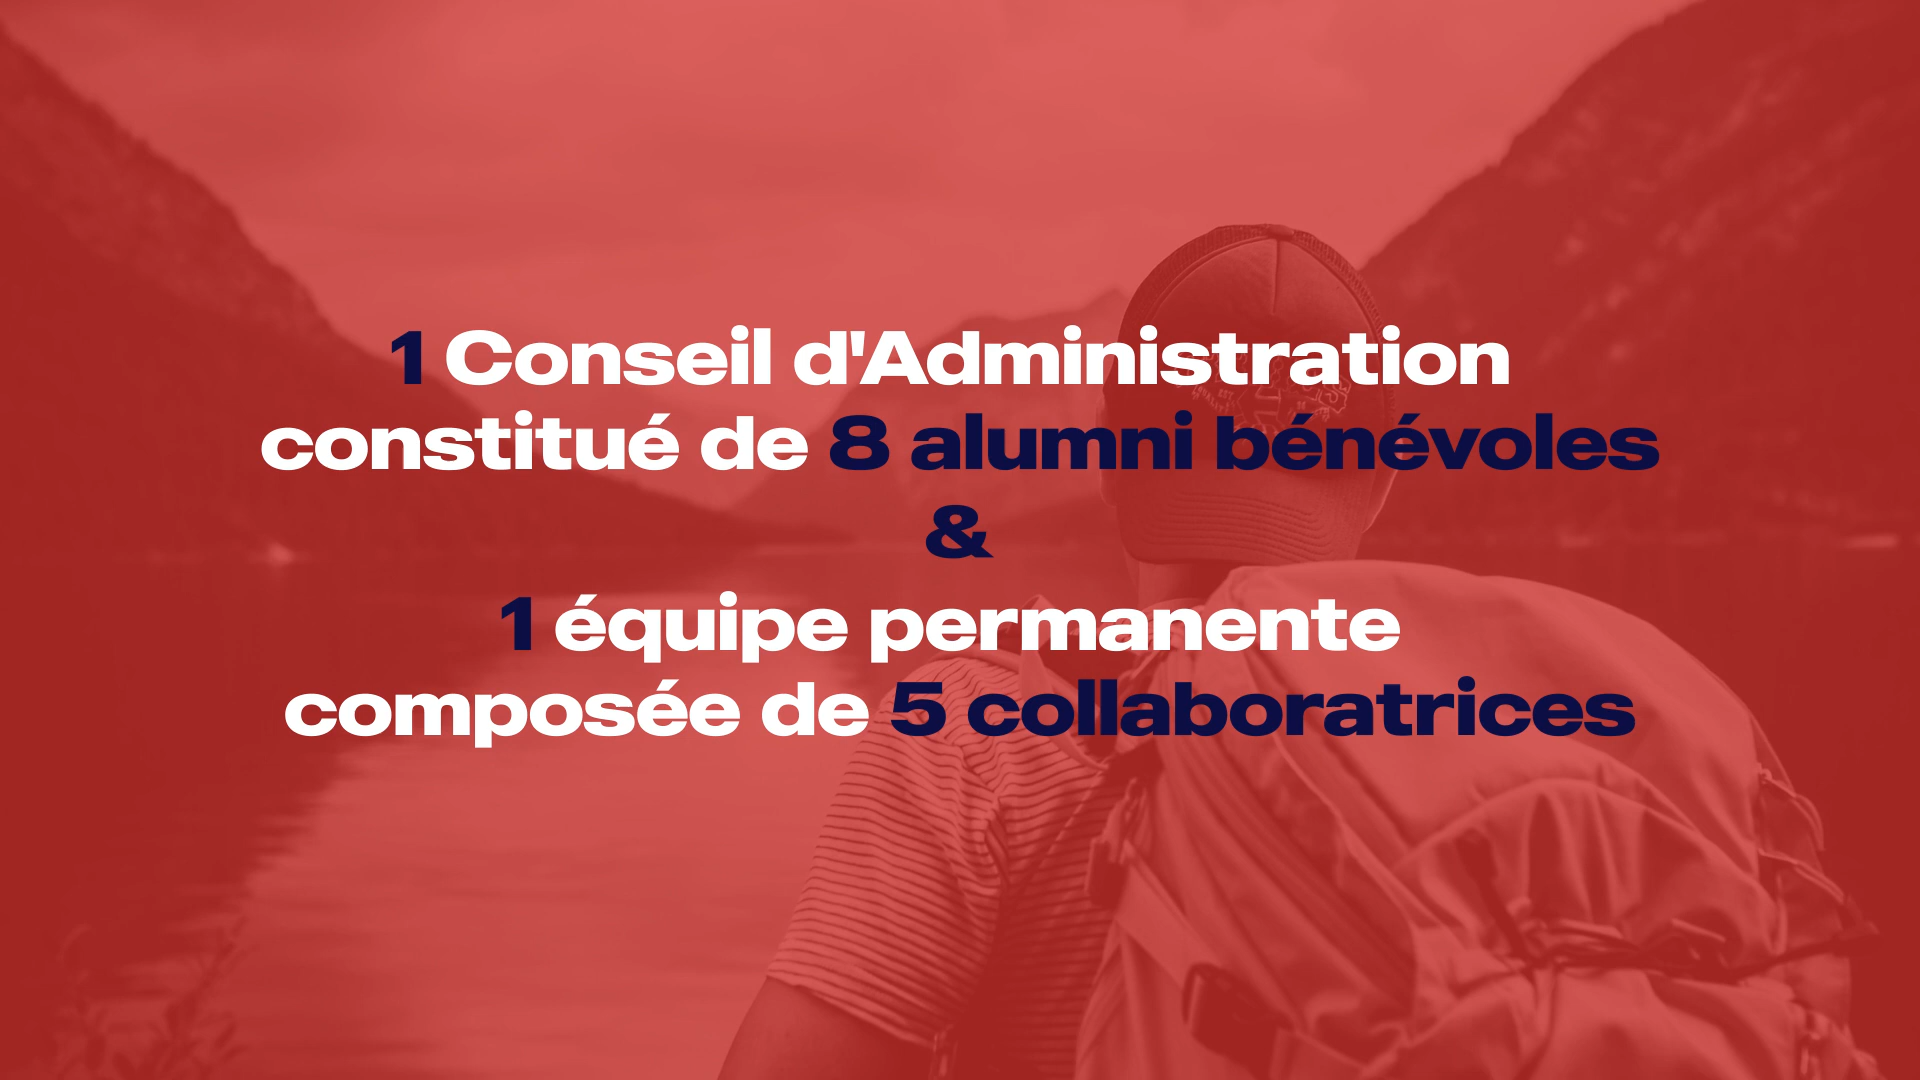 1 Conseil d'Administration
constitué de 8 alumni bénévoles
&
1 équipe permanente
composée de 5 collaboratrices